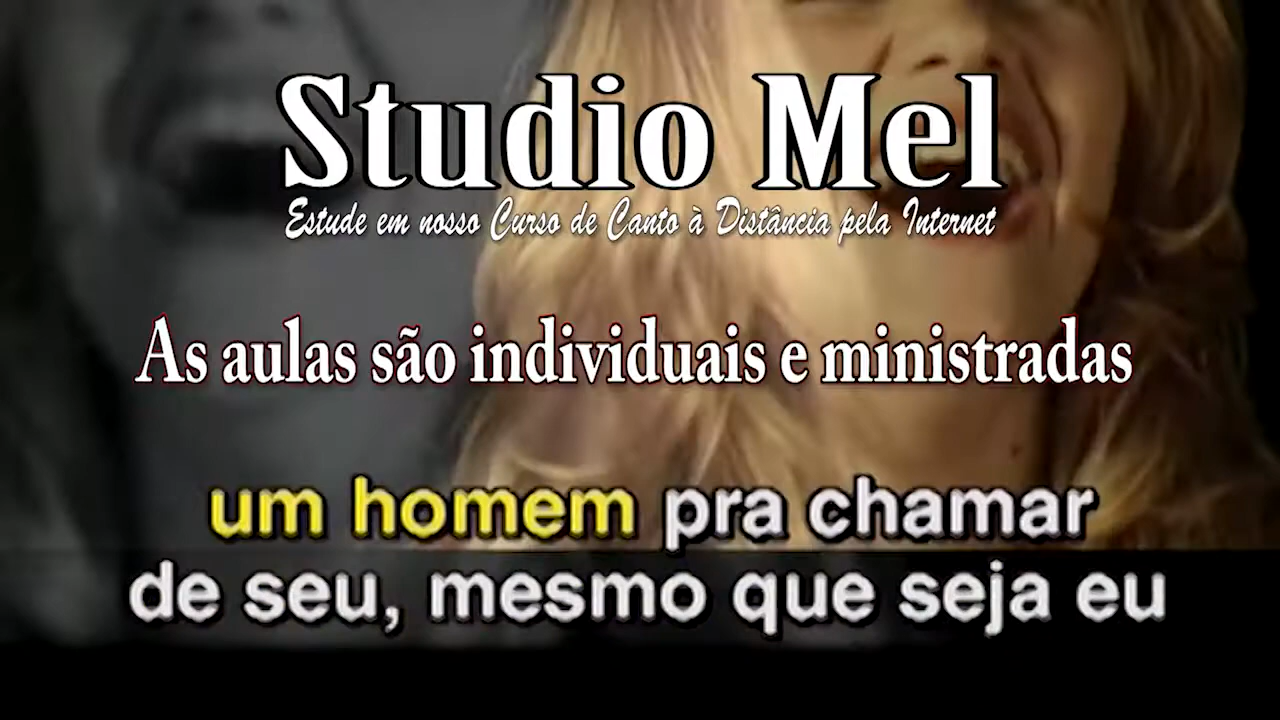 Studio Mel
Estude em nosso Curso de Canto à Distância pela Internet
As aulas são individuais e ministradas
um homem pra chamar
de seu, mesmo que seja eu